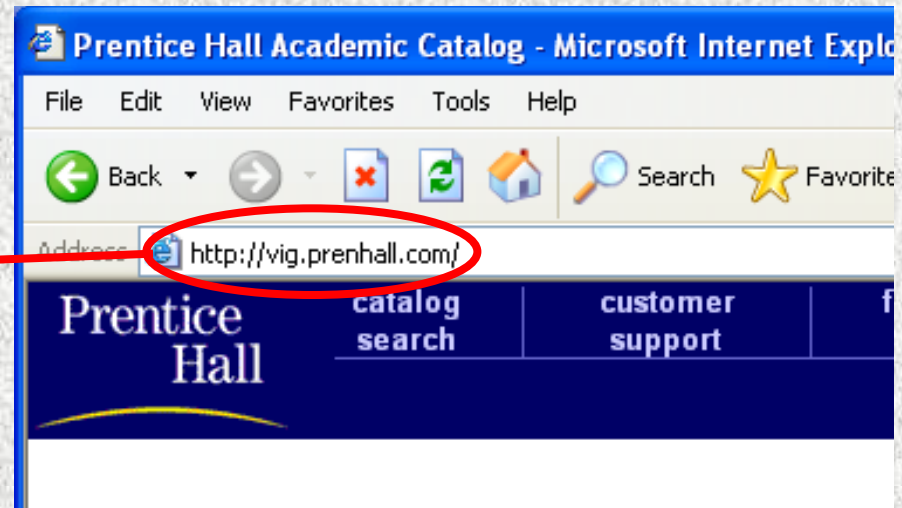 Prentice Hall Academic Catalog - Microsoft Internet Explo
File Edit View Favorites Tools Help
Back Search Favorite
Address http://vig.prenhall.com/
Prentice Hall
catalog search
customer support
f